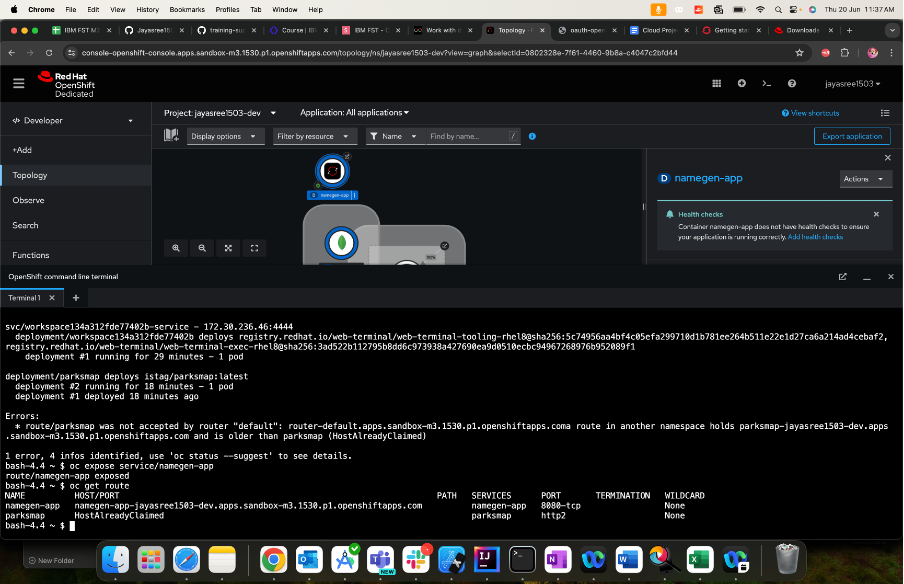 Chrome File Edit View History Bookmarks Profiles Tab Window Help Thu 20 Jun 11:37 AM
IBM FST M3 Jayasree1503 training-su Course | IB IBM FST - C Work with i Topology - oauth-open Cloud Proje Getting sta Downloads
console-openshift-console.apps.sandbox-m3.1530.p1.openshiftapps.com/topology/ns/jayasree1503-dev?view=graph&selectId=0802328e-7f61-4460-9b8a-c4047c2bfd44
Red Hat
OpenShift
Dedicated
jayasree1503
</> Developer
Project: jayasree1503-dev Application: All applications
View shortcuts
Display options Filter by resource Name Find by name... /
Export application
+Add
Topology
Observe
Search
Functions
D namegen-app
D namegen-app
Actions
Health checks
Container namegen-app does not have health checks to ensure
your application is running correctly. Add health checks
OpenShift command line terminal
Terminal 1
svc/workspace134a312fde77402b-service - 172.30.236.46:4444
deployment/workspace134a312fde77402b deploys registry.redhat.io/web-terminal/web-terminal-tooling-rhel8@sha256:5c74956aa4bf4c05efa299710d1b781ee264b511e22e1d27ca6a214ad4cebaf2,
registry.redhat.io/web-terminal/web-terminal-exec-rhel8@sha256:3ad522b112795b8dd6c973938a427690ea9d0510ecbc94967268976b952089f1
deployment #1 running for 29 minutes - 1 pod
deployment/parksmap deploys istag/parksmap:latest
deployment #2 running for 18 minutes - 1 pod
deployment #1 deployed 18 minutes ago
Errors:
* route/parksmap was not accepted by router "default": router-default.apps.sandbox-m3.1530.p1.openshiftapps.coma route in another namespace holds parksmap-jayasree1503-dev.apps
.sandbox-m3.1530.p1.openshiftapps.com and is older than parksmap (HostAlreadyClaimed)
1 error, 4 infos identified, use 'oc status --suggest' to see details.
bash-4.4 ~ $ oc expose service/namegen-app
route/namegen-app exposed
bash-4.4 ~ $ oc get route
NAME HOST/PORT PATH SERVICES PORT TERMINATION WILDCARD
namegen-app namegen-app-jayasree1503-dev.apps.sandbox-m3.1530.p1.openshiftapps.com namegen-app 8080-tcp None
parksmap HostAlreadyClaimed parksmap http2 None
bash-4.4 ~ $
New Folder
NEW